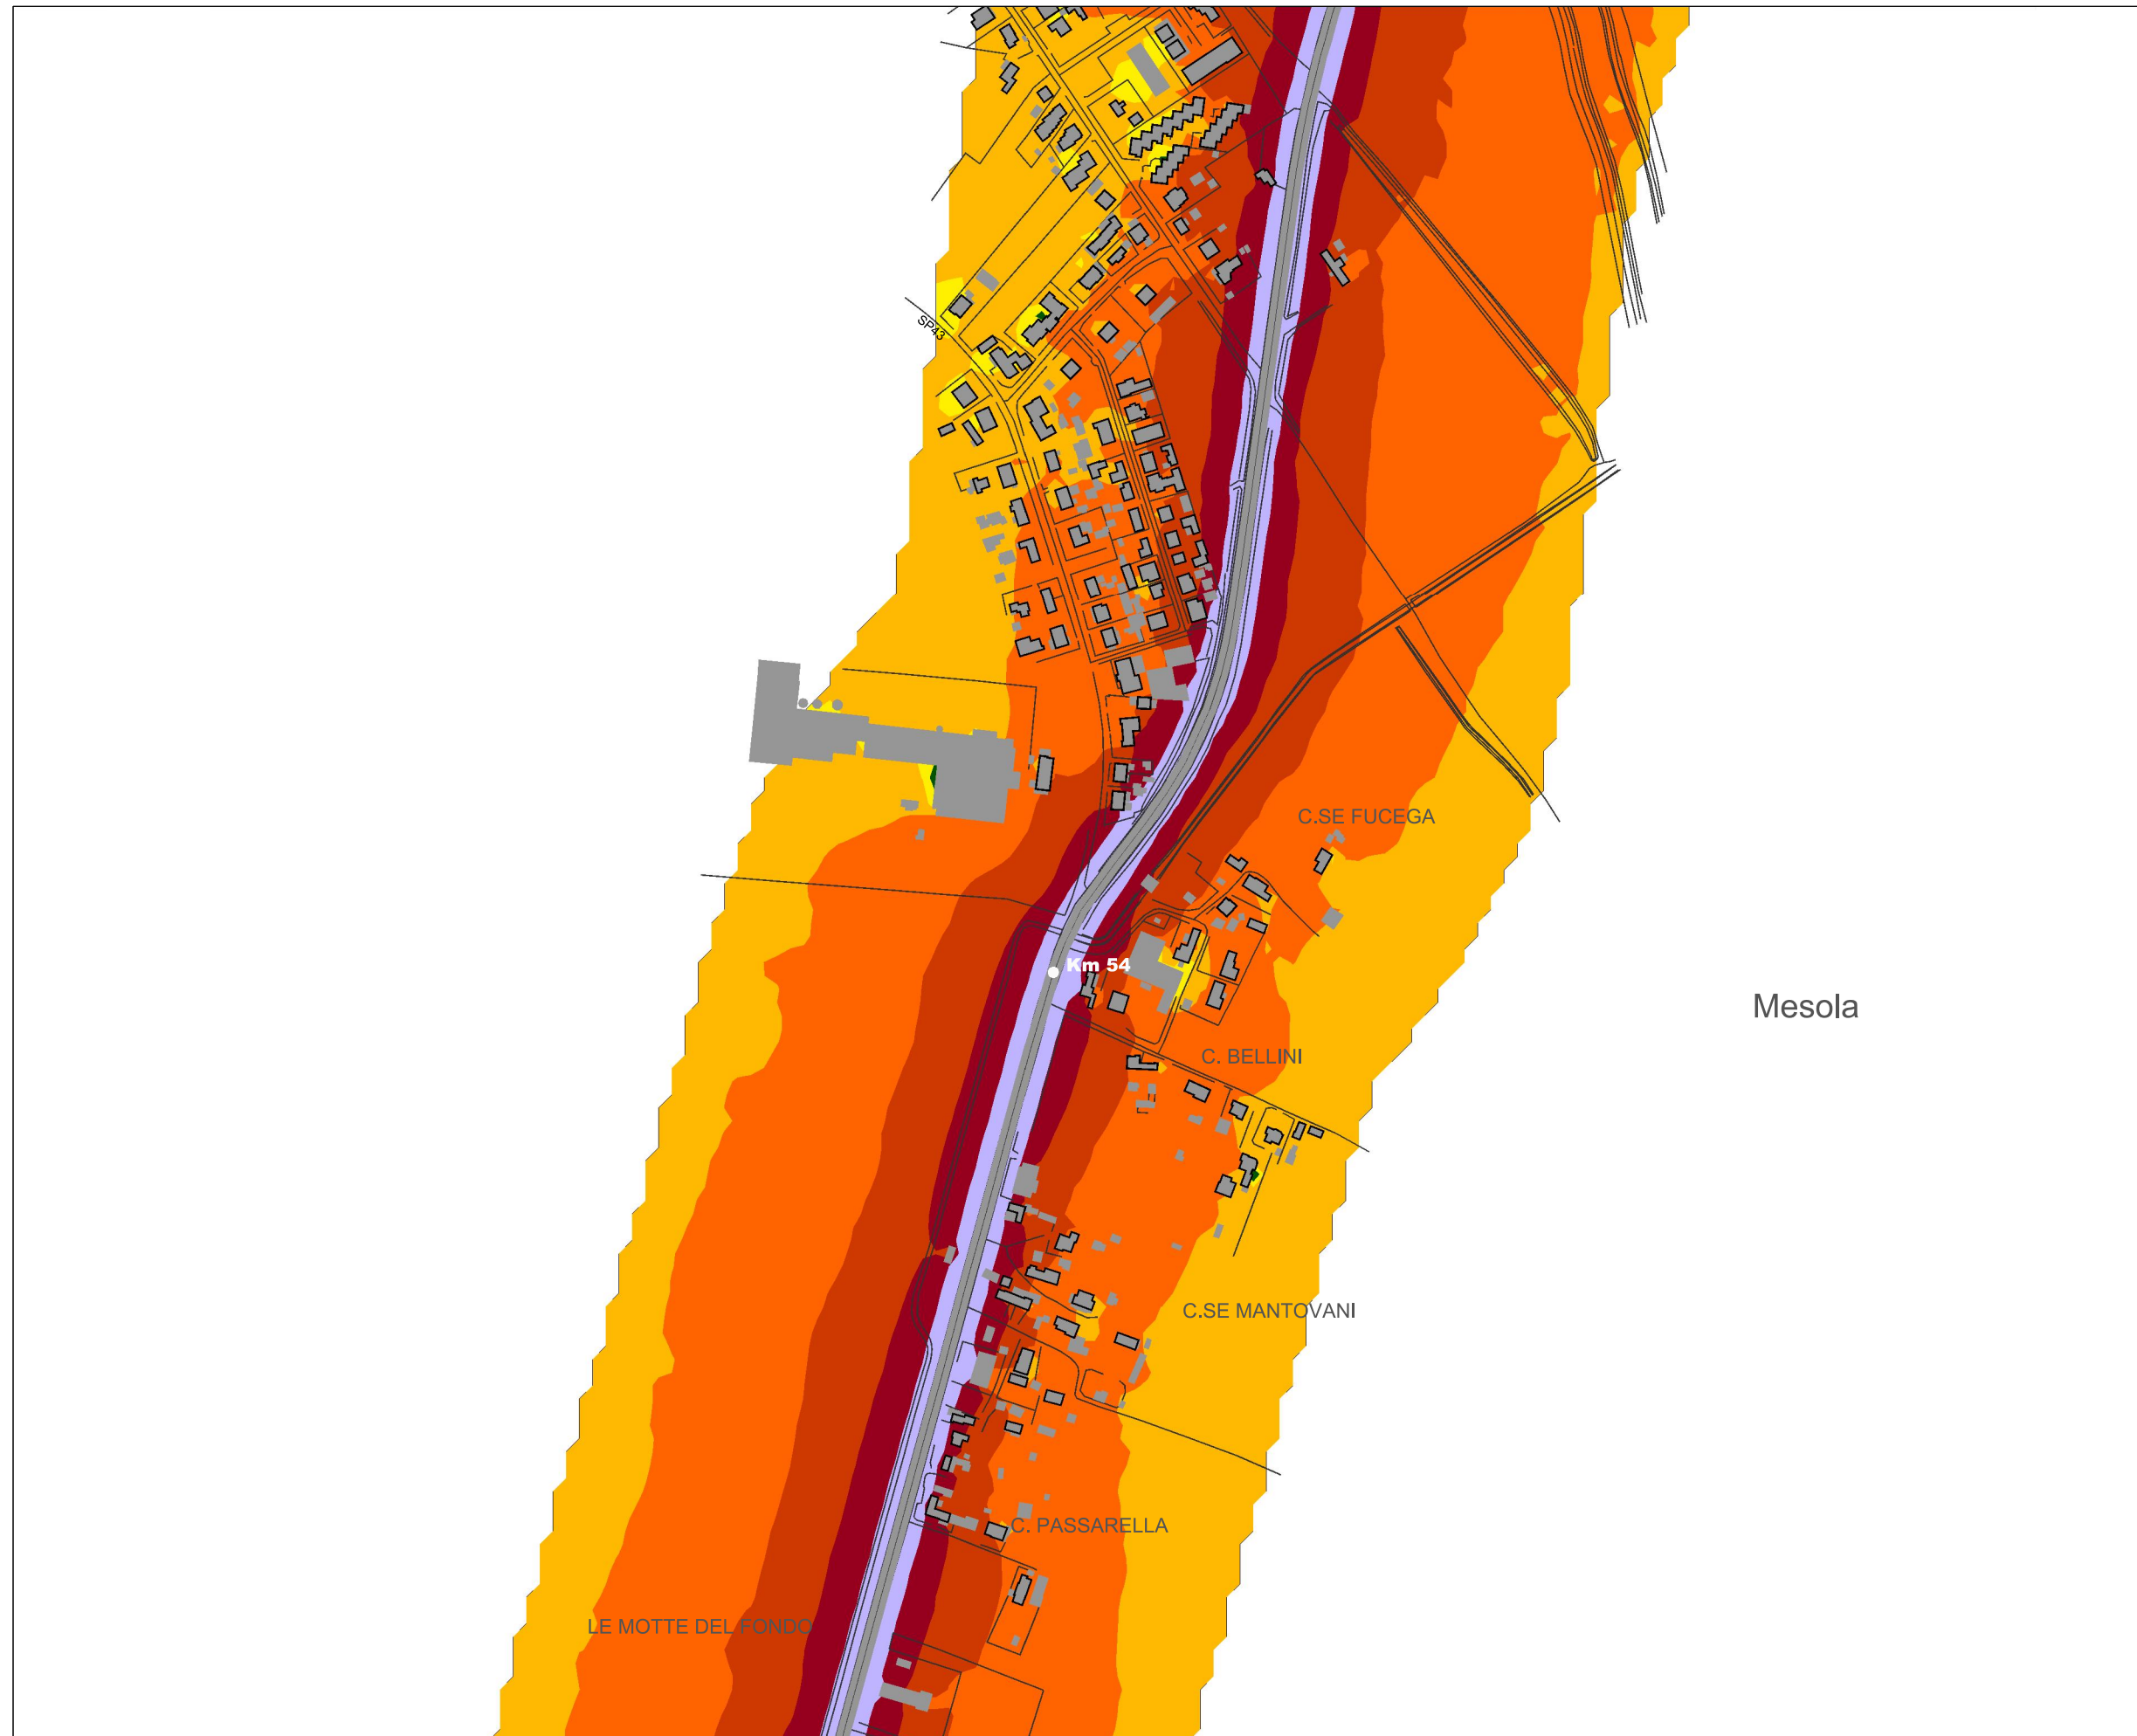 SP43
C.SE FUCEGA
Km 54
Mesola
C. BELLINI
C.SE MANTOVANI
C. PASSARELLA
LE MOTTE DEL FONDO